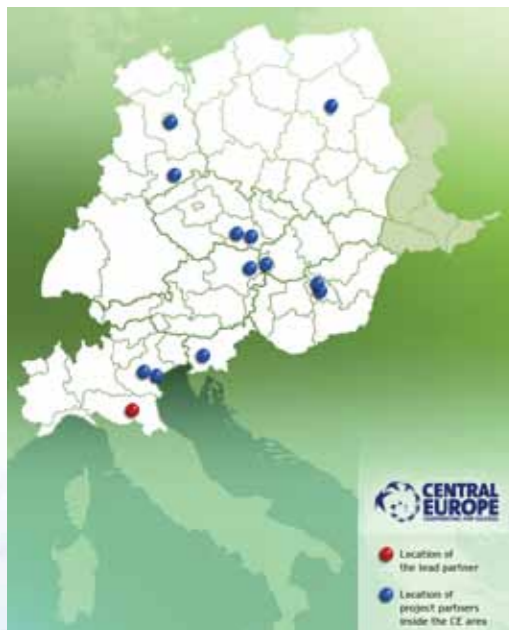 CENTRAL
EUROPE
COOPERATING FOR SUCCESS
Location of
the lead partner
Location of
project partners
inside the CE area